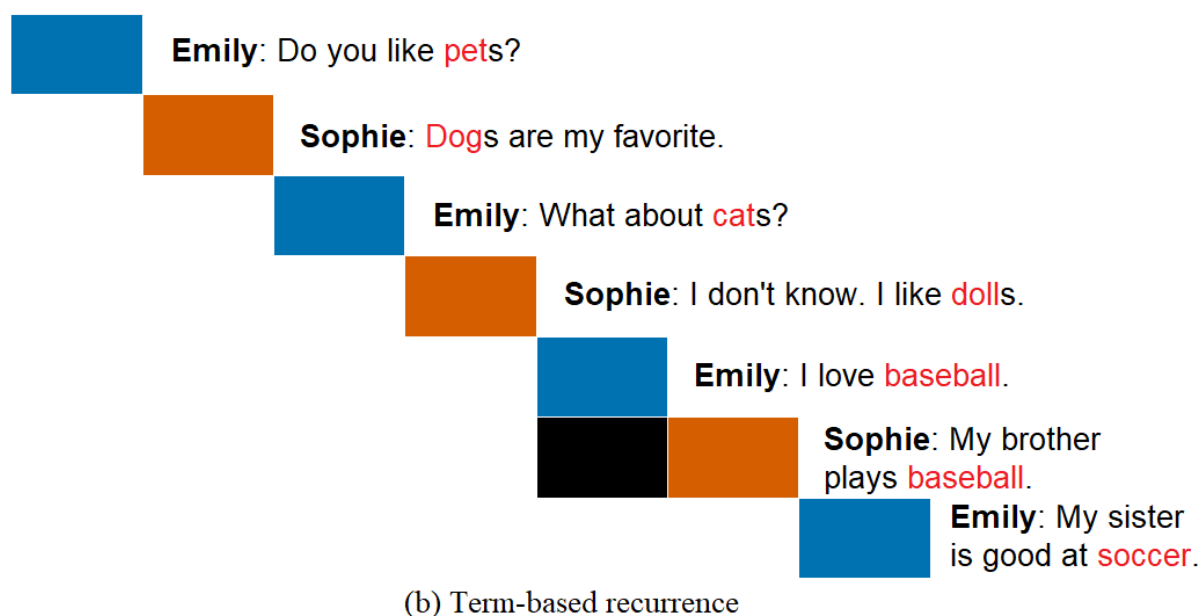 Emily: Do you like pets?
Sophie: Dogs are my favorite.
Emily: What about cats?
Sophie: I don't know. I like dolls.
Emily: I love baseball.
Sophie: My brother
plays baseball.
Emily: My sister
is good at soccer.
(b) Term-based recurrence